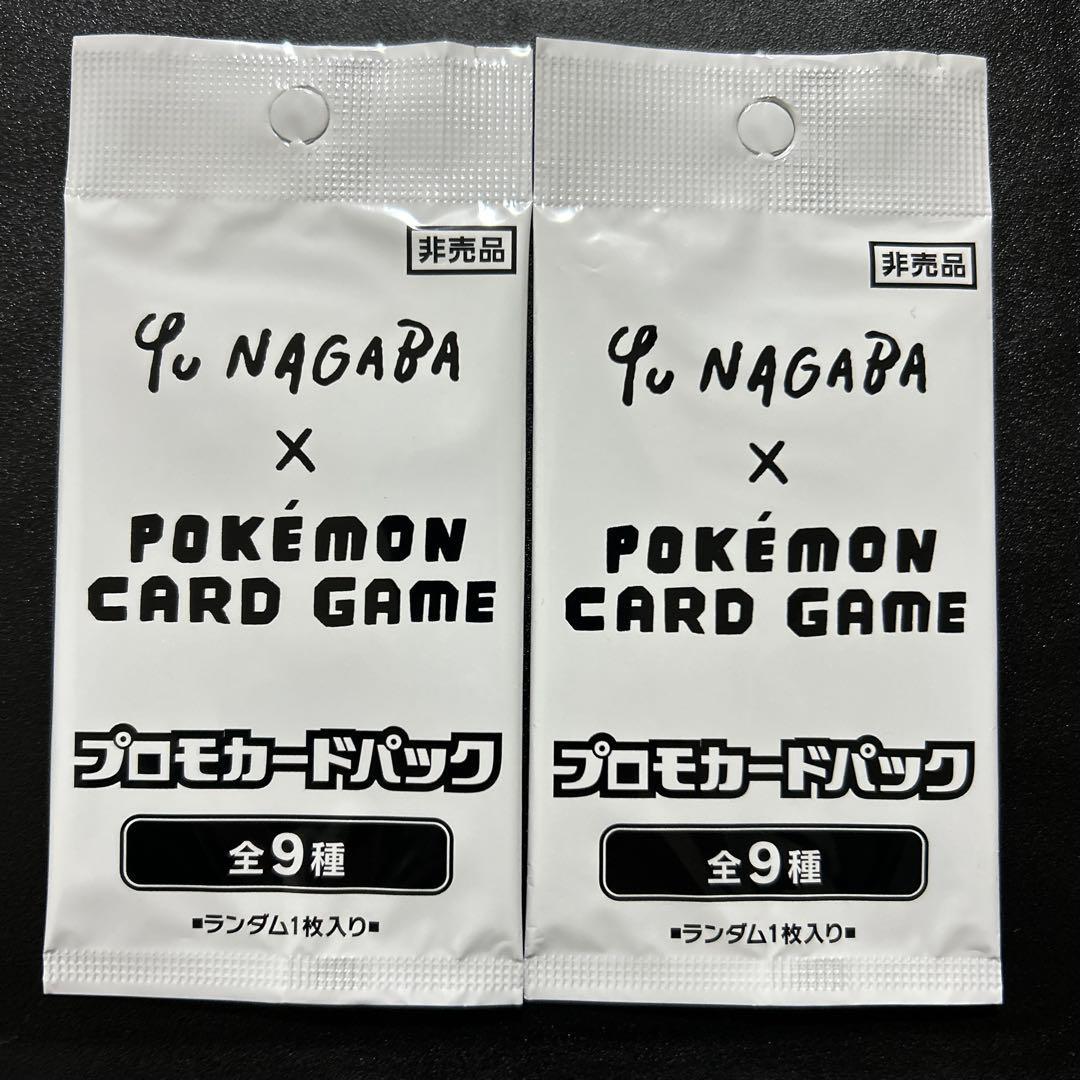 非売品
Yu NAGABA
×
POKÉMON
CARD GAME
プロモカードパック
全9種
■ランダム1枚入り■
非売品
Yu NAGABA
×
POKÉMON
CARD GAME
プロモカードパック
全9種
■ランダム1枚入り■